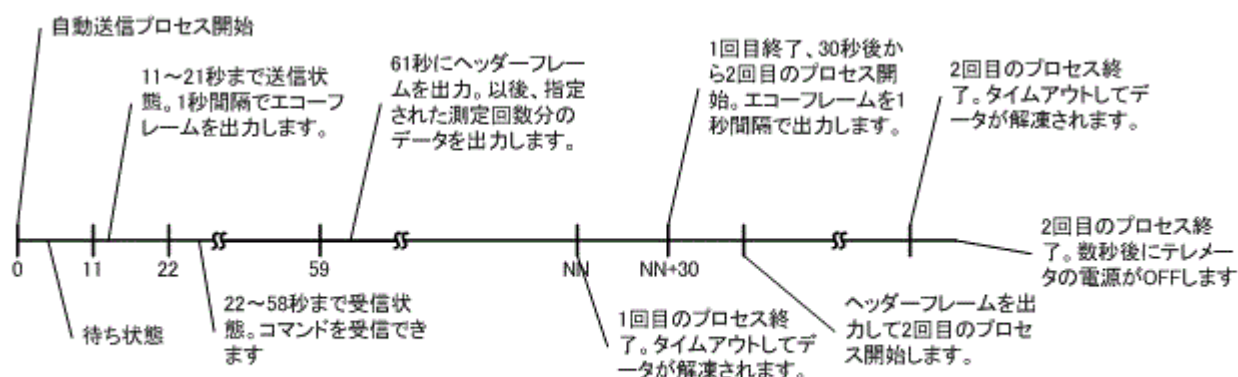 自動送信プロセス開始
11～21秒まで送信状
態。1秒間隔でエコーフ
レームを出力します。
61秒にヘッダーフレー
ムを出力。以後、指定
された測定回数分の
データを出力します。
1回目終了、30秒後か
ら2回目のプロセス開
始。エコーフレームを1
秒間隔で出力します。
2回目のプロセス終
了。タイムアウトしてデ
ータが解凍されます。
0
11
22
59
NN
NN+30
2回目のプロセス終
了。数秒後にテレメー
タの電源がOFFします
待ち状態
22～58秒まで受信状
態。コマンドを受信でき
ます
1回目のプロセス終
了。タイムアウトしてデ
ータが解凍されます。
ヘッダーフレームを出
力して2回目のプロセ
ス開始します。